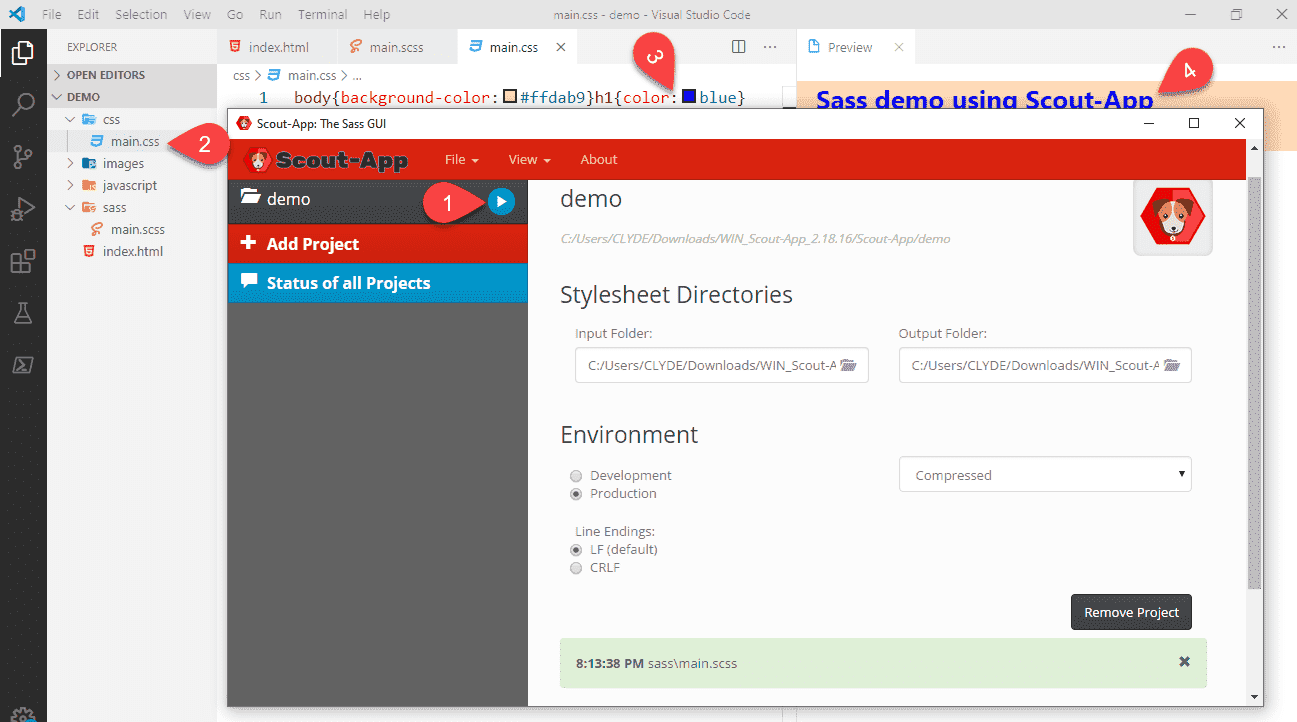 File Edit Selection View Go Run Terminal Help main.css - demo - Visual Studio Code
EXPLORER
index.html main.scss main.css Preview
OPEN EDITORS
DEMO
css
main.css
images
javascript
sass
main.scss
index.html
css main.css ...
1 body{background-color: #ffdab9}h1{color: blue}
Sass demo using Scout-App
1
2
3
4
Scout-App: The Sass GUI
Scout-App File View About
demo
Add Project
Status of all Projects
demo
C:/Users/CLYDE/Downloads/WIN_Scout-App_2.18.16/Scout-App/demo
Stylesheet Directories
Input Folder: Output Folder:
C:/Users/CLYDE/Downloads/WIN_Scout-A C:/Users/CLYDE/Downloads/WIN_Scout-A
Environment
Development
Production
Compressed
Line Endings:
LF (default)
CRLF
Remove Project
8:13:38 PM sass\main.scss